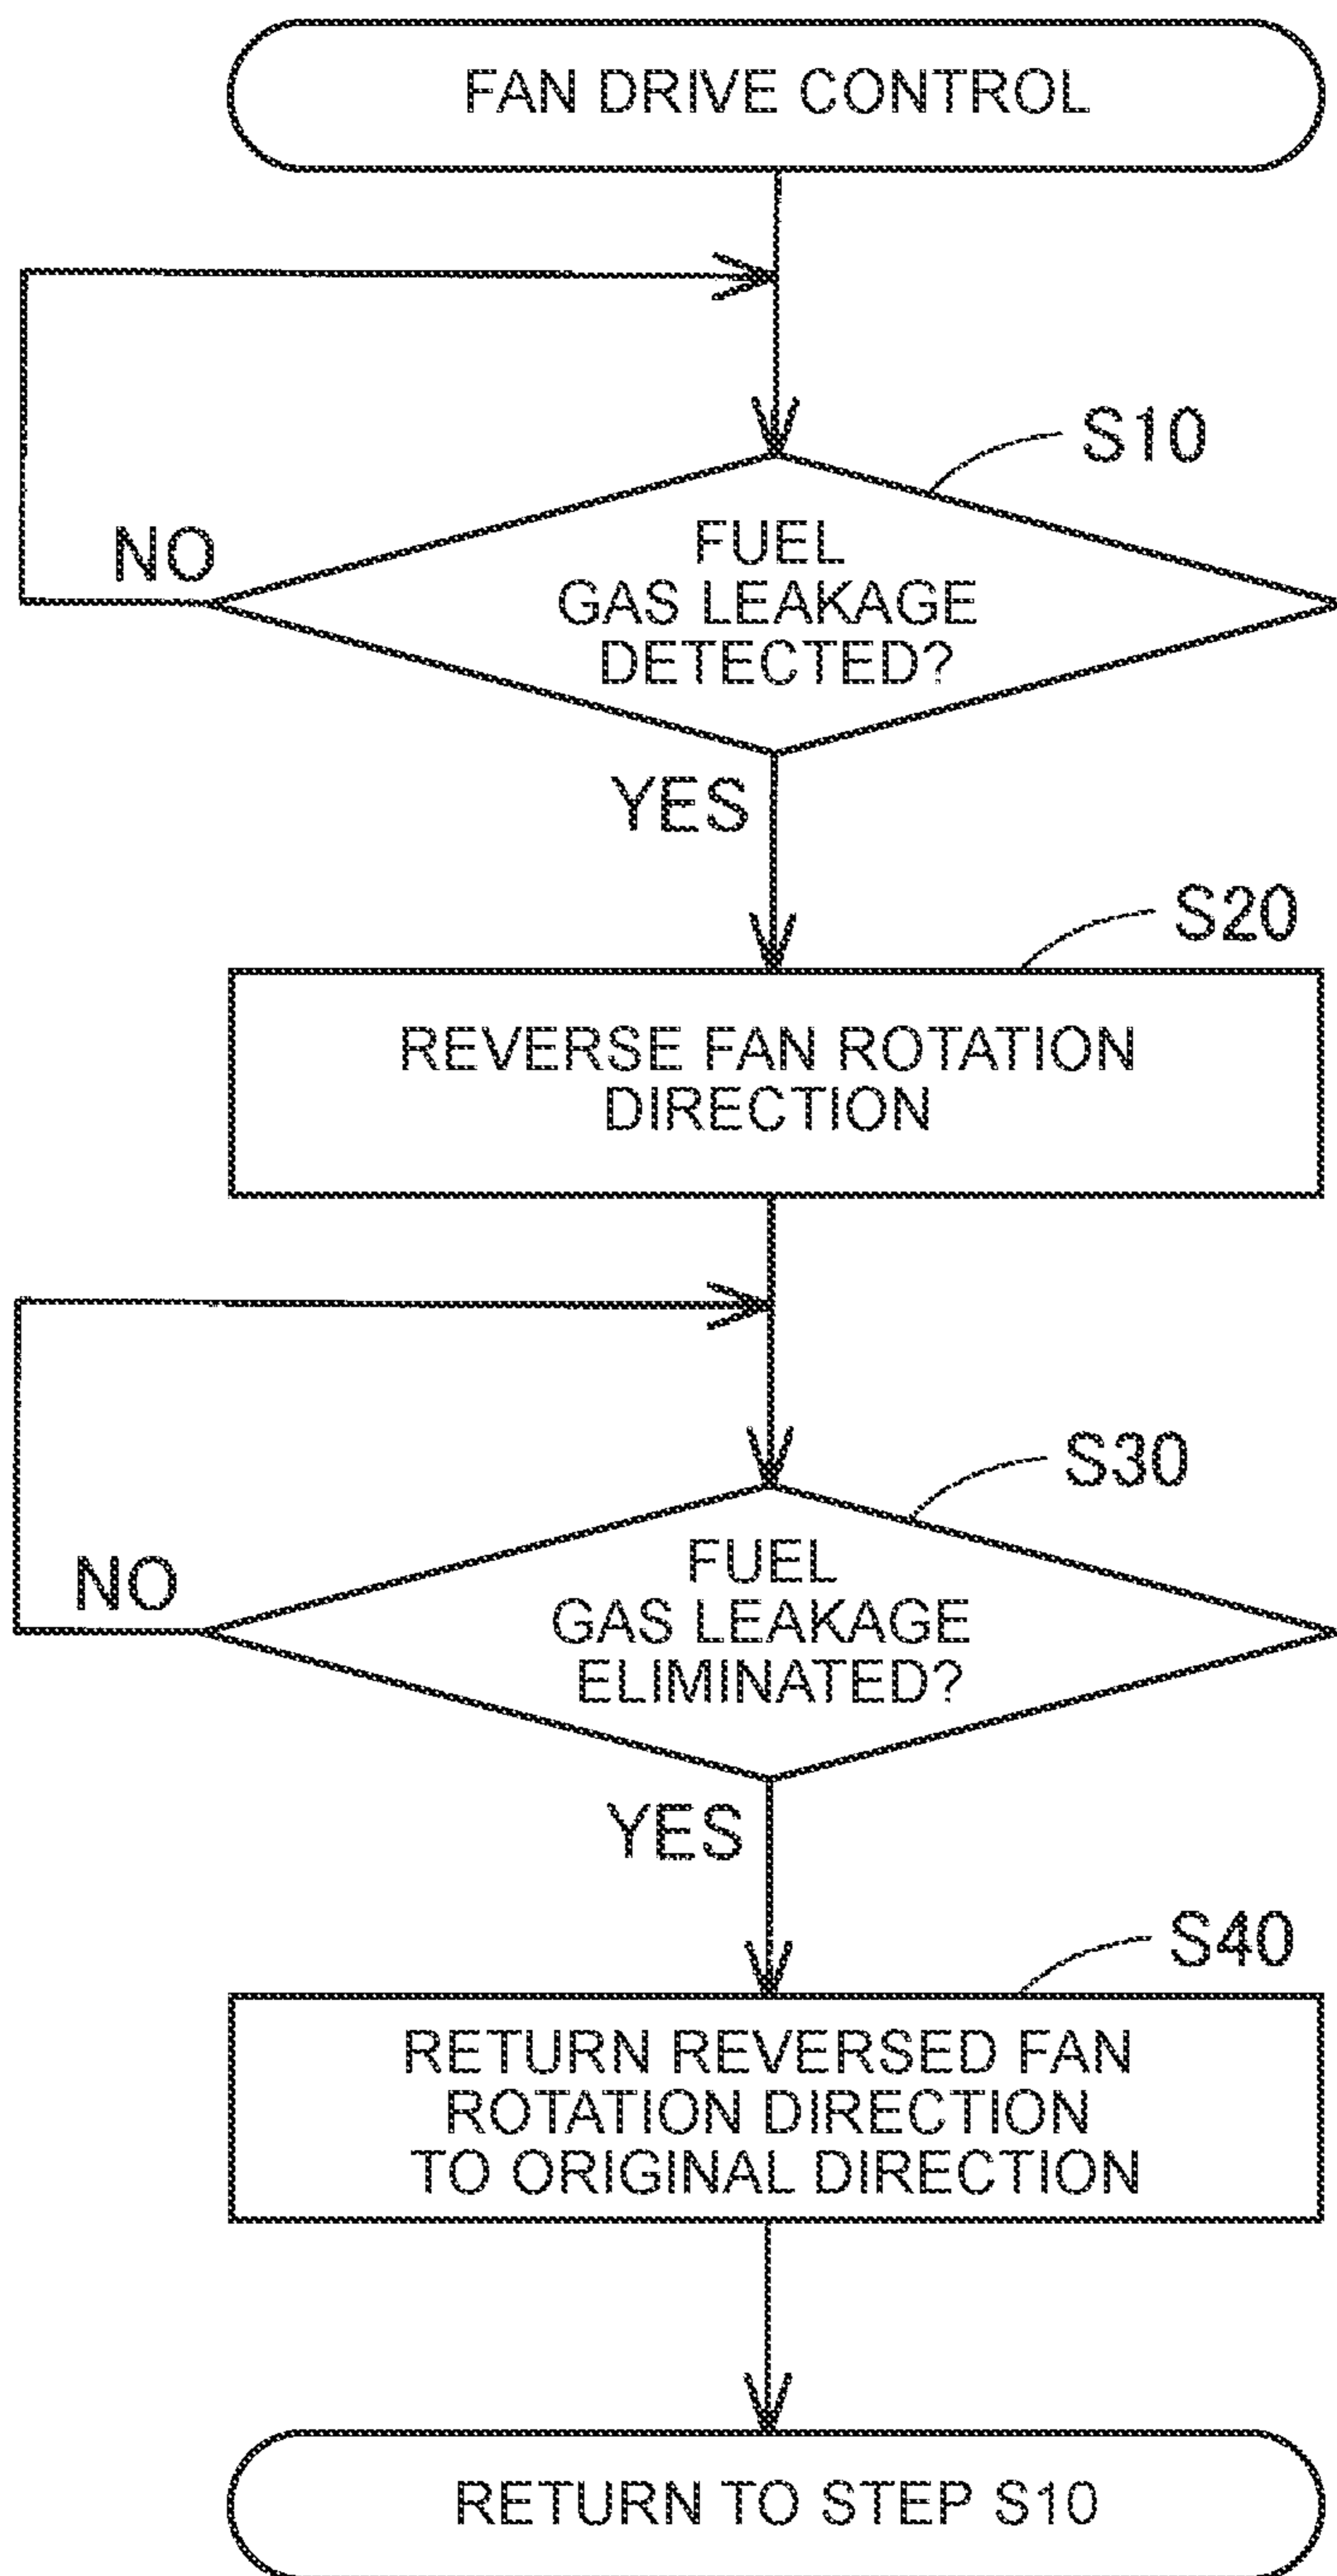 FAN DRIVE CONTROL
S10
FUEL
GAS LEAKAGE
DETECTED?
NO
YES
S20
REVERSE FAN ROTATION
DIRECTION
S30
FUEL
GAS LEAKAGE
ELIMINATED?
NO
YES
S40
RETURN REVERSED FAN
ROTATION DIRECTION
TO ORIGINAL DIRECTION
RETURN TO STEP S10